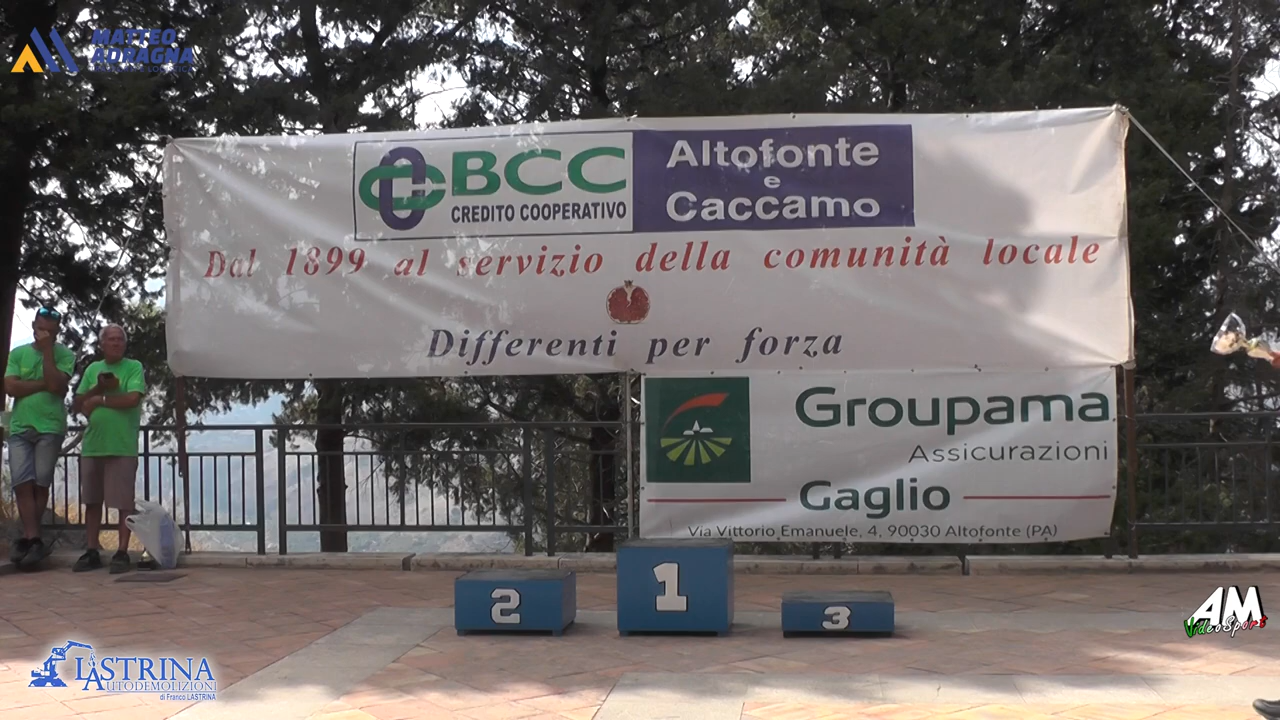 MATTEO
ADRAGNA
BCC
CREDITO COOPERATIVO
Altofonte
e
Caccamo
Dal 1899 al servizio della comunità locale
Differenti per forza
Groupama
Assicurazioni
Gaglio
Via Vittorio Emanuele, 4, 90030 Altofonte (PA)
2
1
3
AM
VideoSport
LASTRINA
AUTODEMOLIZIONI
di Franco LASTRINA